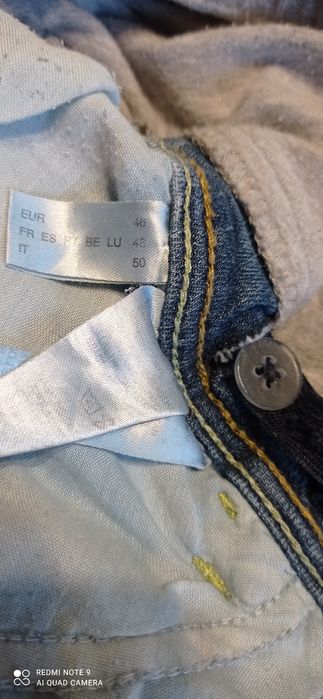 EUR 46
FR ES PT BE LU 48
IT 50
REDMI NOTE 9
AI QUAD CAMERA